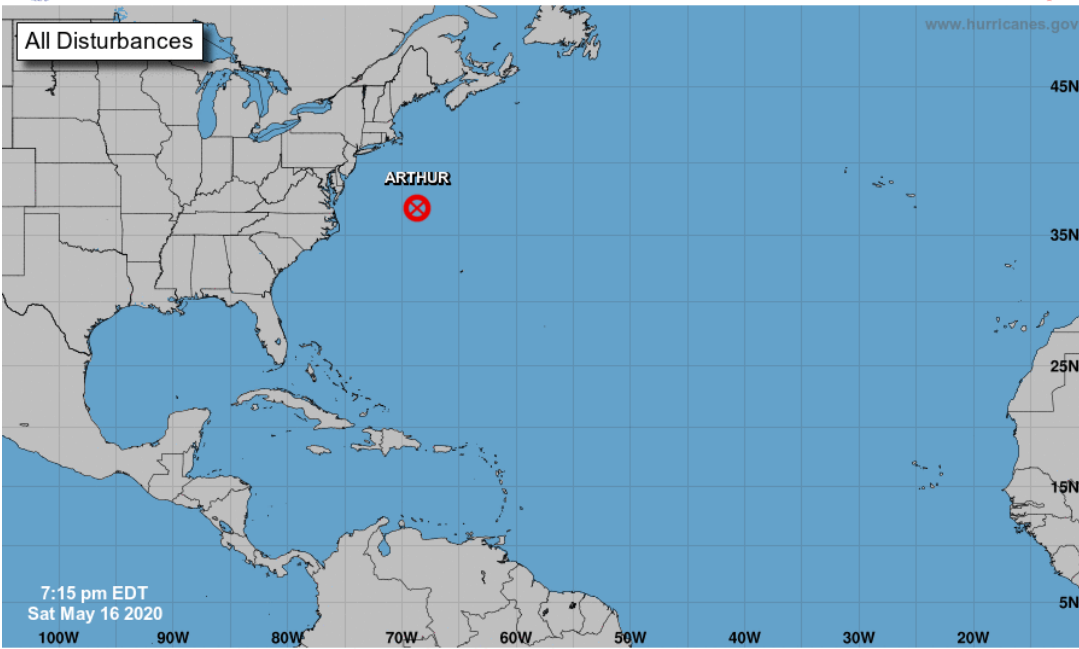 All Disturbances
www.hurricanes.gov
45N
ARTHUR
35N
25N
15N
7:15 pm EDT
Sat May 16 2020
5N
100W 90W 80W 70W 60W 50W 40W 30W 20W